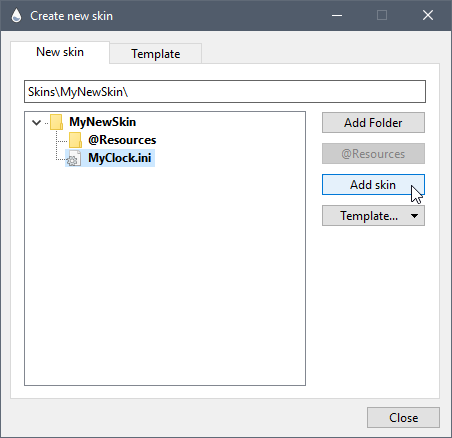 Create new skin
New skin
Template
Skins\MyNewSkin\
MyNewSkin
@Resources
MyClock.ini
Add Folder
@Resources
Add skin
Template...
Close